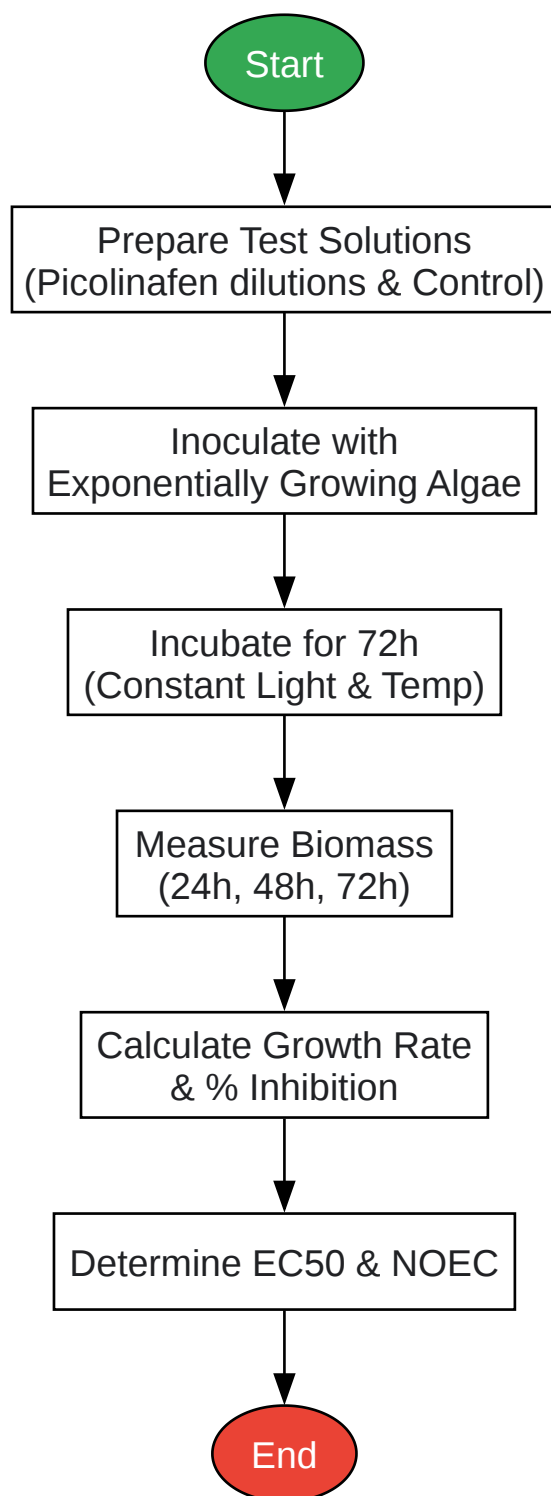 Start
Prepare Test Solutions
(Picolinafen dilutions & Control)
Inoculate with
Exponentially Growing Algae
Incubate for 72h
(Constant Light & Temp)
Measure Biomass
(24h, 48h, 72h)
Calculate Growth Rate
& % Inhibition
Determine EC50 & NOEC
End